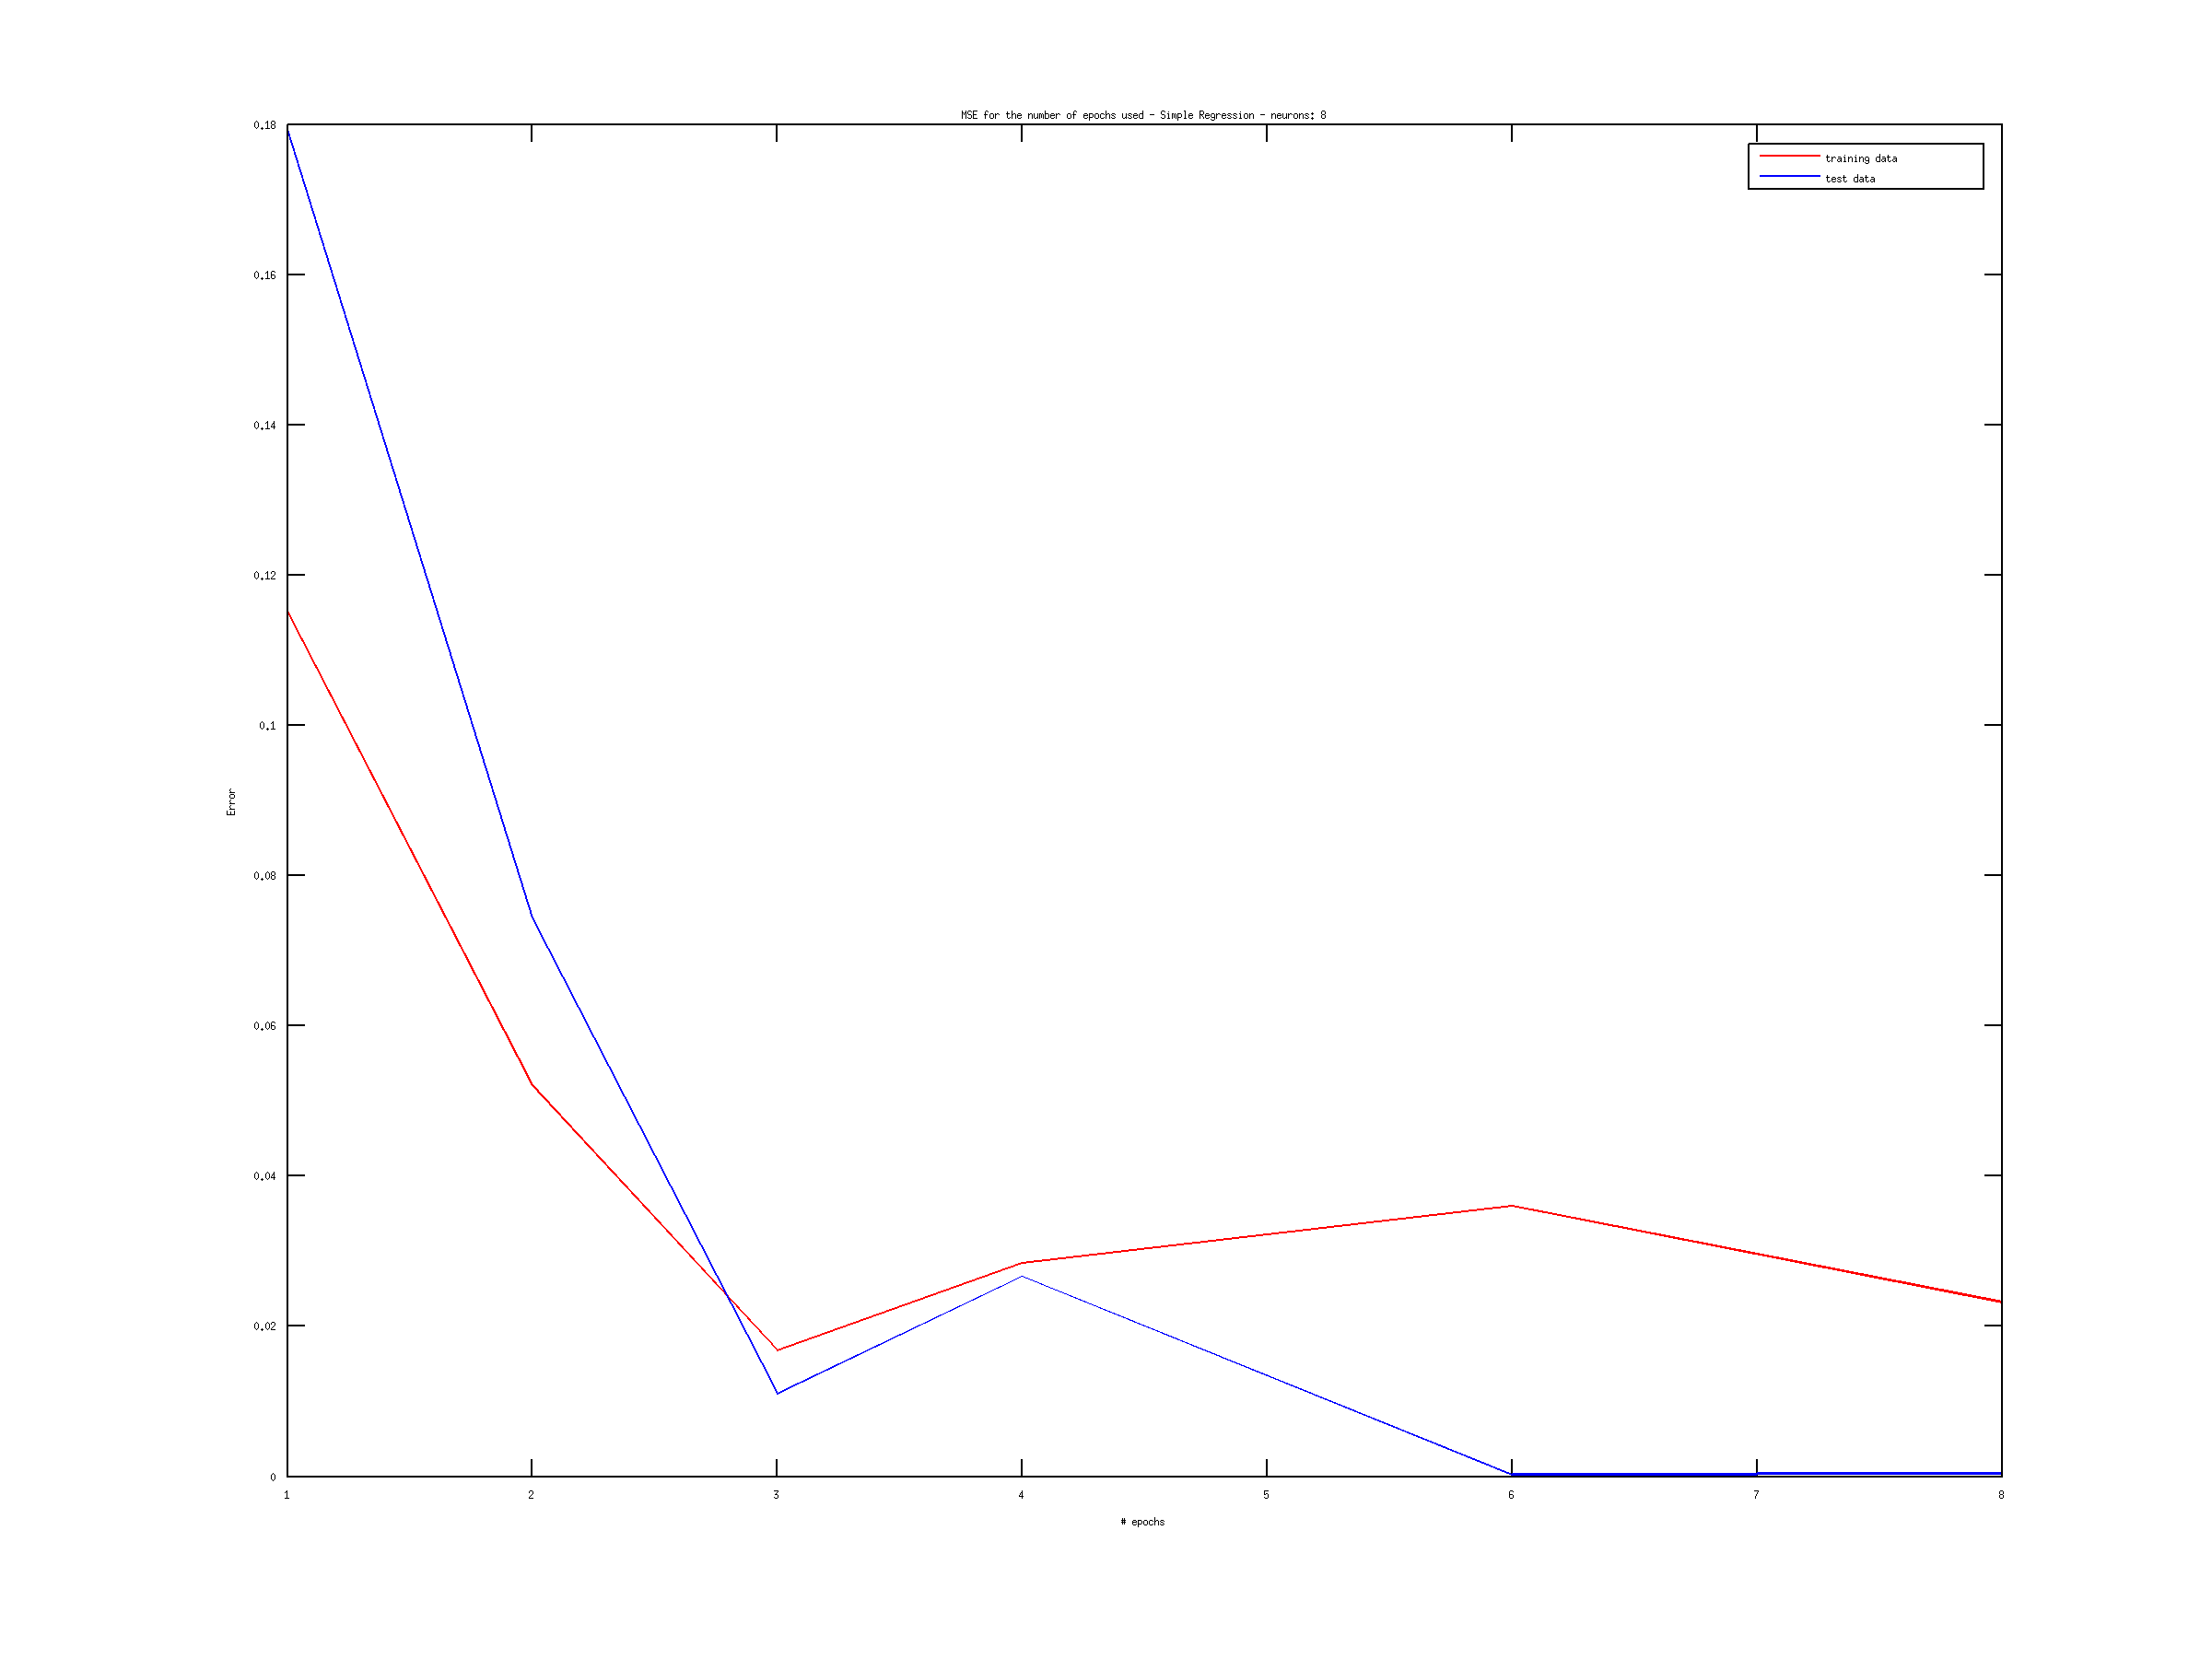 MSE for the number of epochs used - Simple Regression - neurons: 8
training data
test data
0.18
0.16
0.14
0.12
0.1
0.08
0.06
0.04
0.02
0
Error
1 2 3 4 5 6 7 8
# epochs